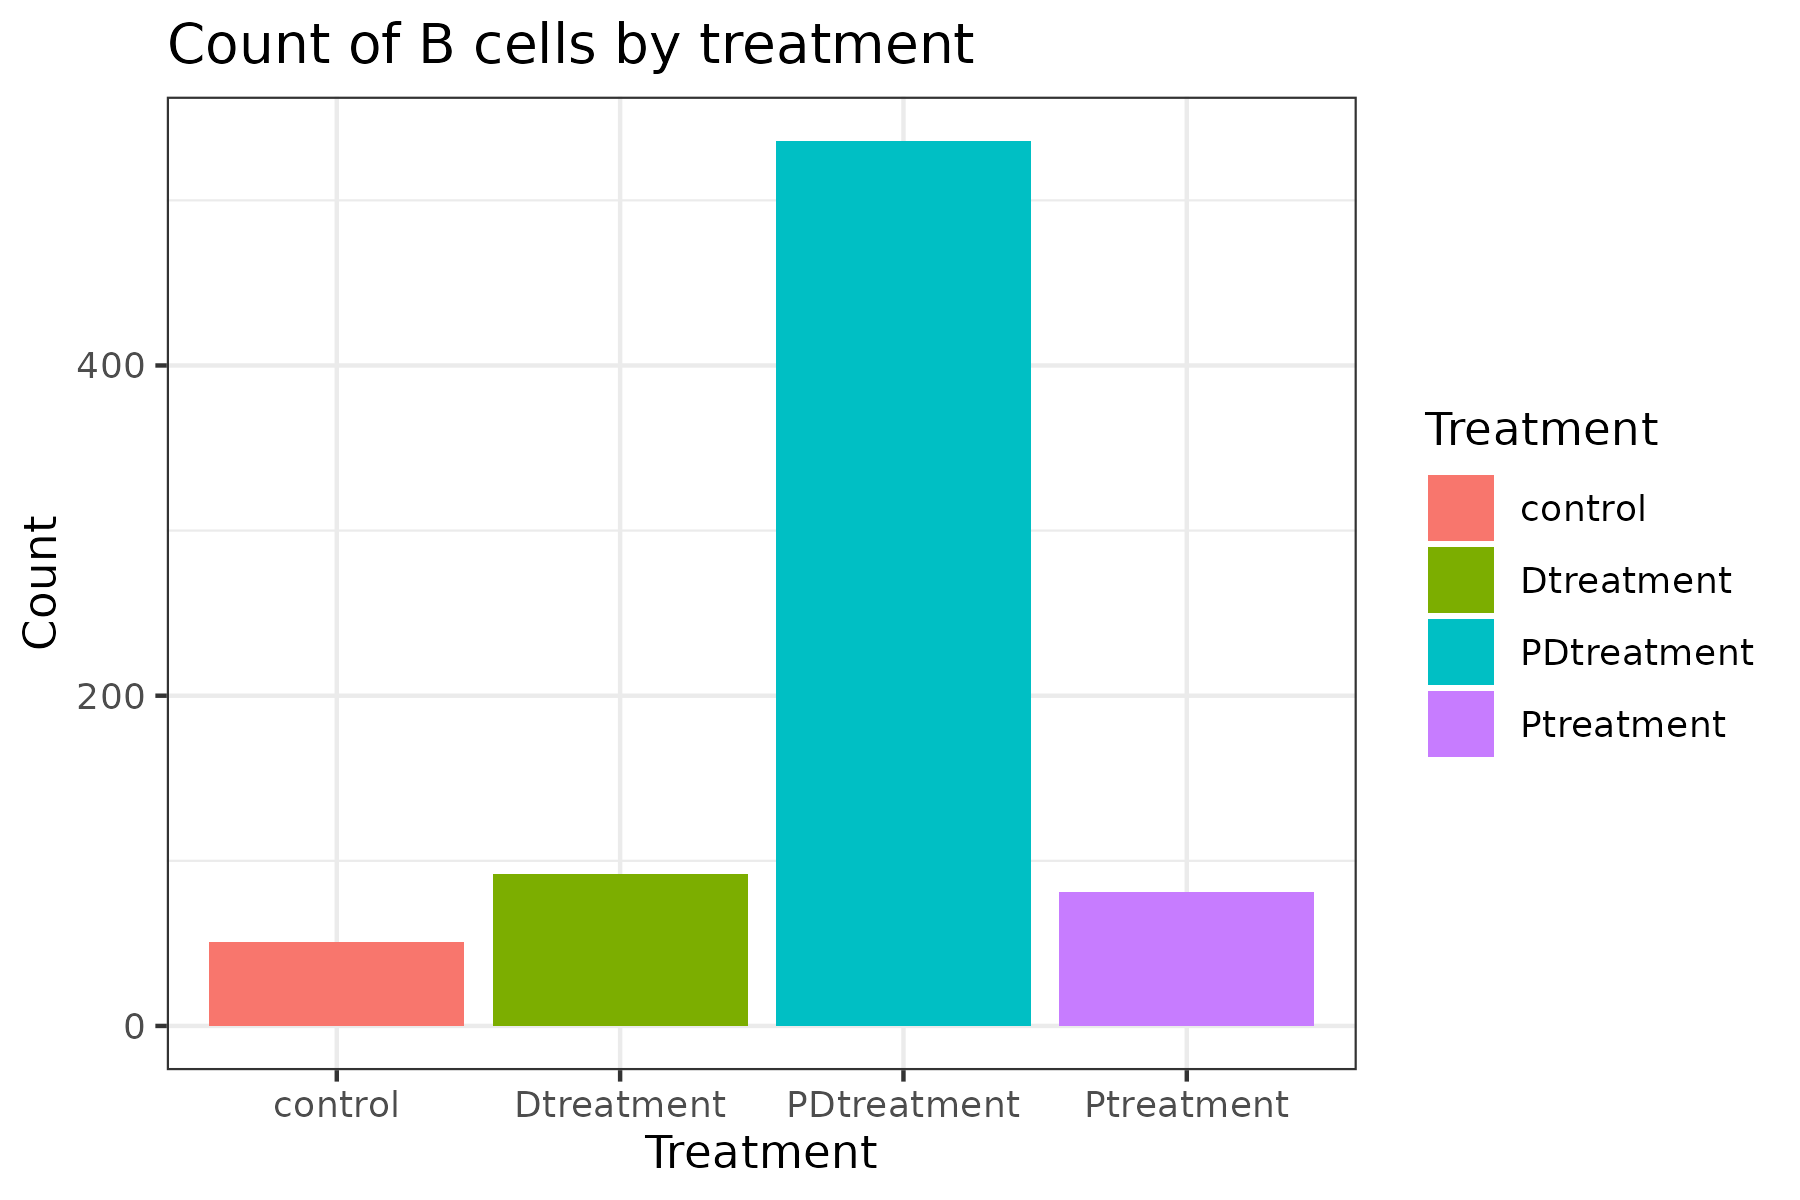 Count of B cells by treatment
Count
400
200
0
control
Dtreatment
PDtreatment
Ptreatment
Treatment
Treatment
control
Dtreatment
PDtreatment
Ptreatment